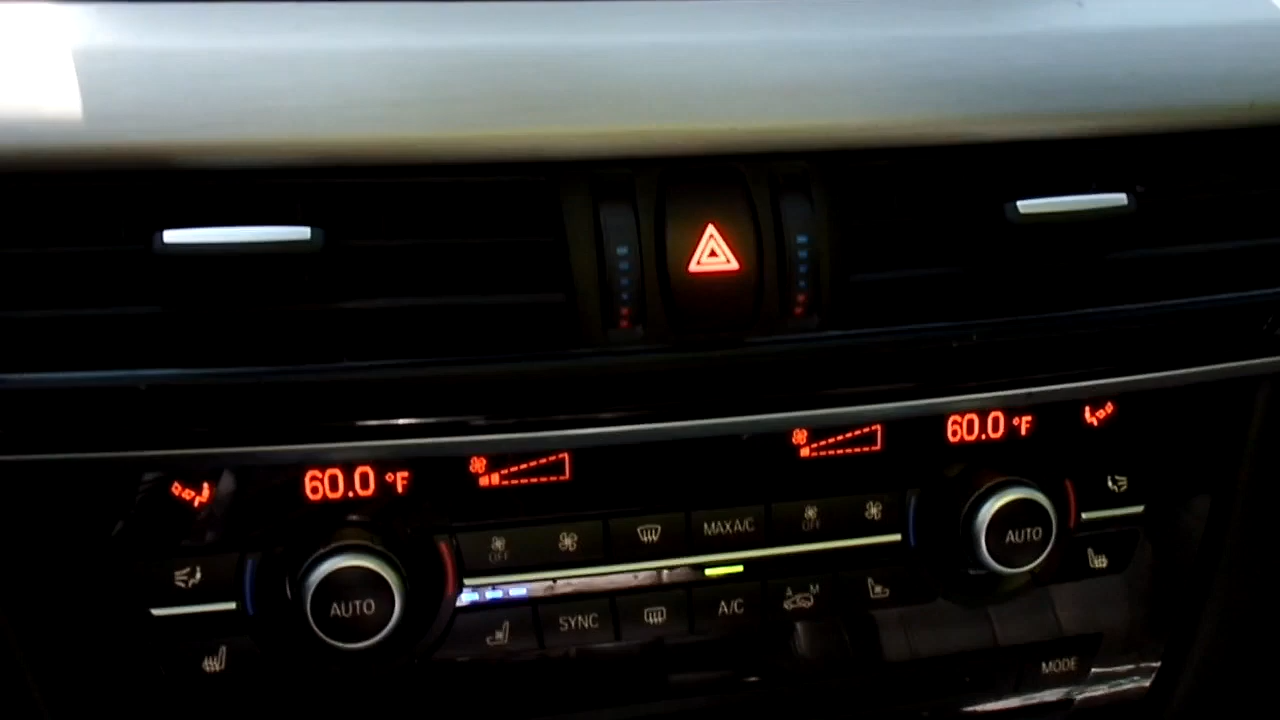 60.0 °F
60.0 °F
OFF
MAX A/C
OFF
AUTO
AUTO
SYNC
A/C
A M
MODE